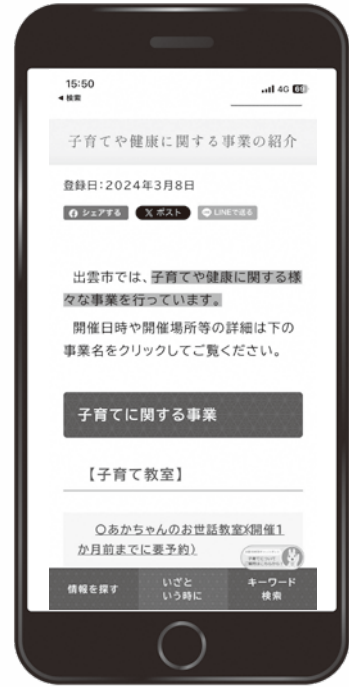 15:50
4G 60
◀検索
子育てや健康に関する事業の紹介
登録日:2024年3月8日
シェアする
ポスト
LINEで送る
出雲市では、子育てや健康に関する様
々な事業を行っています。
開催日時や開催場所等の詳細は下の
事業名をクリックしてご覧ください。
子育てに関する事業
【子育て教室】
○あかちゃんのお世話教室(開催1
か月前までに要予約)
情報を探す
いざと
いう時に
キーワード
検索